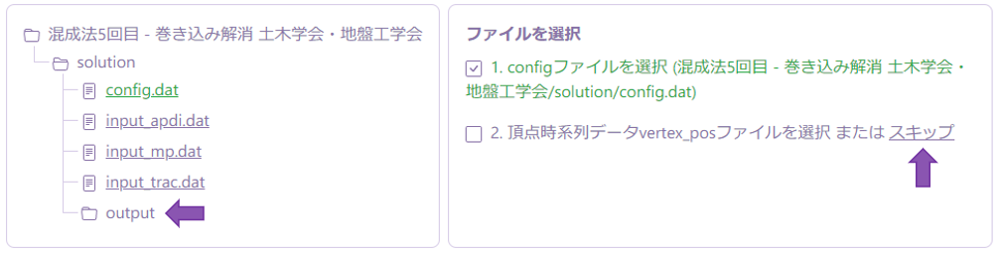 混成法5回目 - 巻き込み解消 土木学会・地盤工学会
solution
config.dat
input_apdi.dat
input_mp.dat
input_trac.dat
output
ファイルを選択
1. configファイルを選択 (混成法5回目 - 巻き込み解消 土木学会・
地盤工学会/solution/config.dat)
2. 頂点時系列データvertex_posファイルを選択 または スキップ